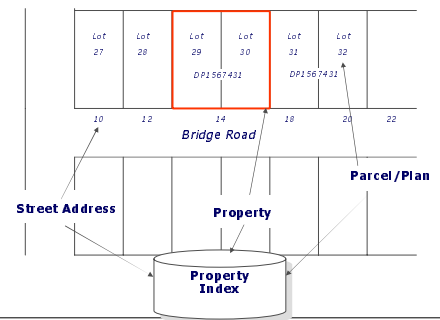 Lot Lot Lot Lot Lot Lot
27 28 29 30 31 32
DP1567431 DP1567431
10 12 14 18 20 22
Bridge Road
Parcel/Plan
Street Address
Property
Property
Index